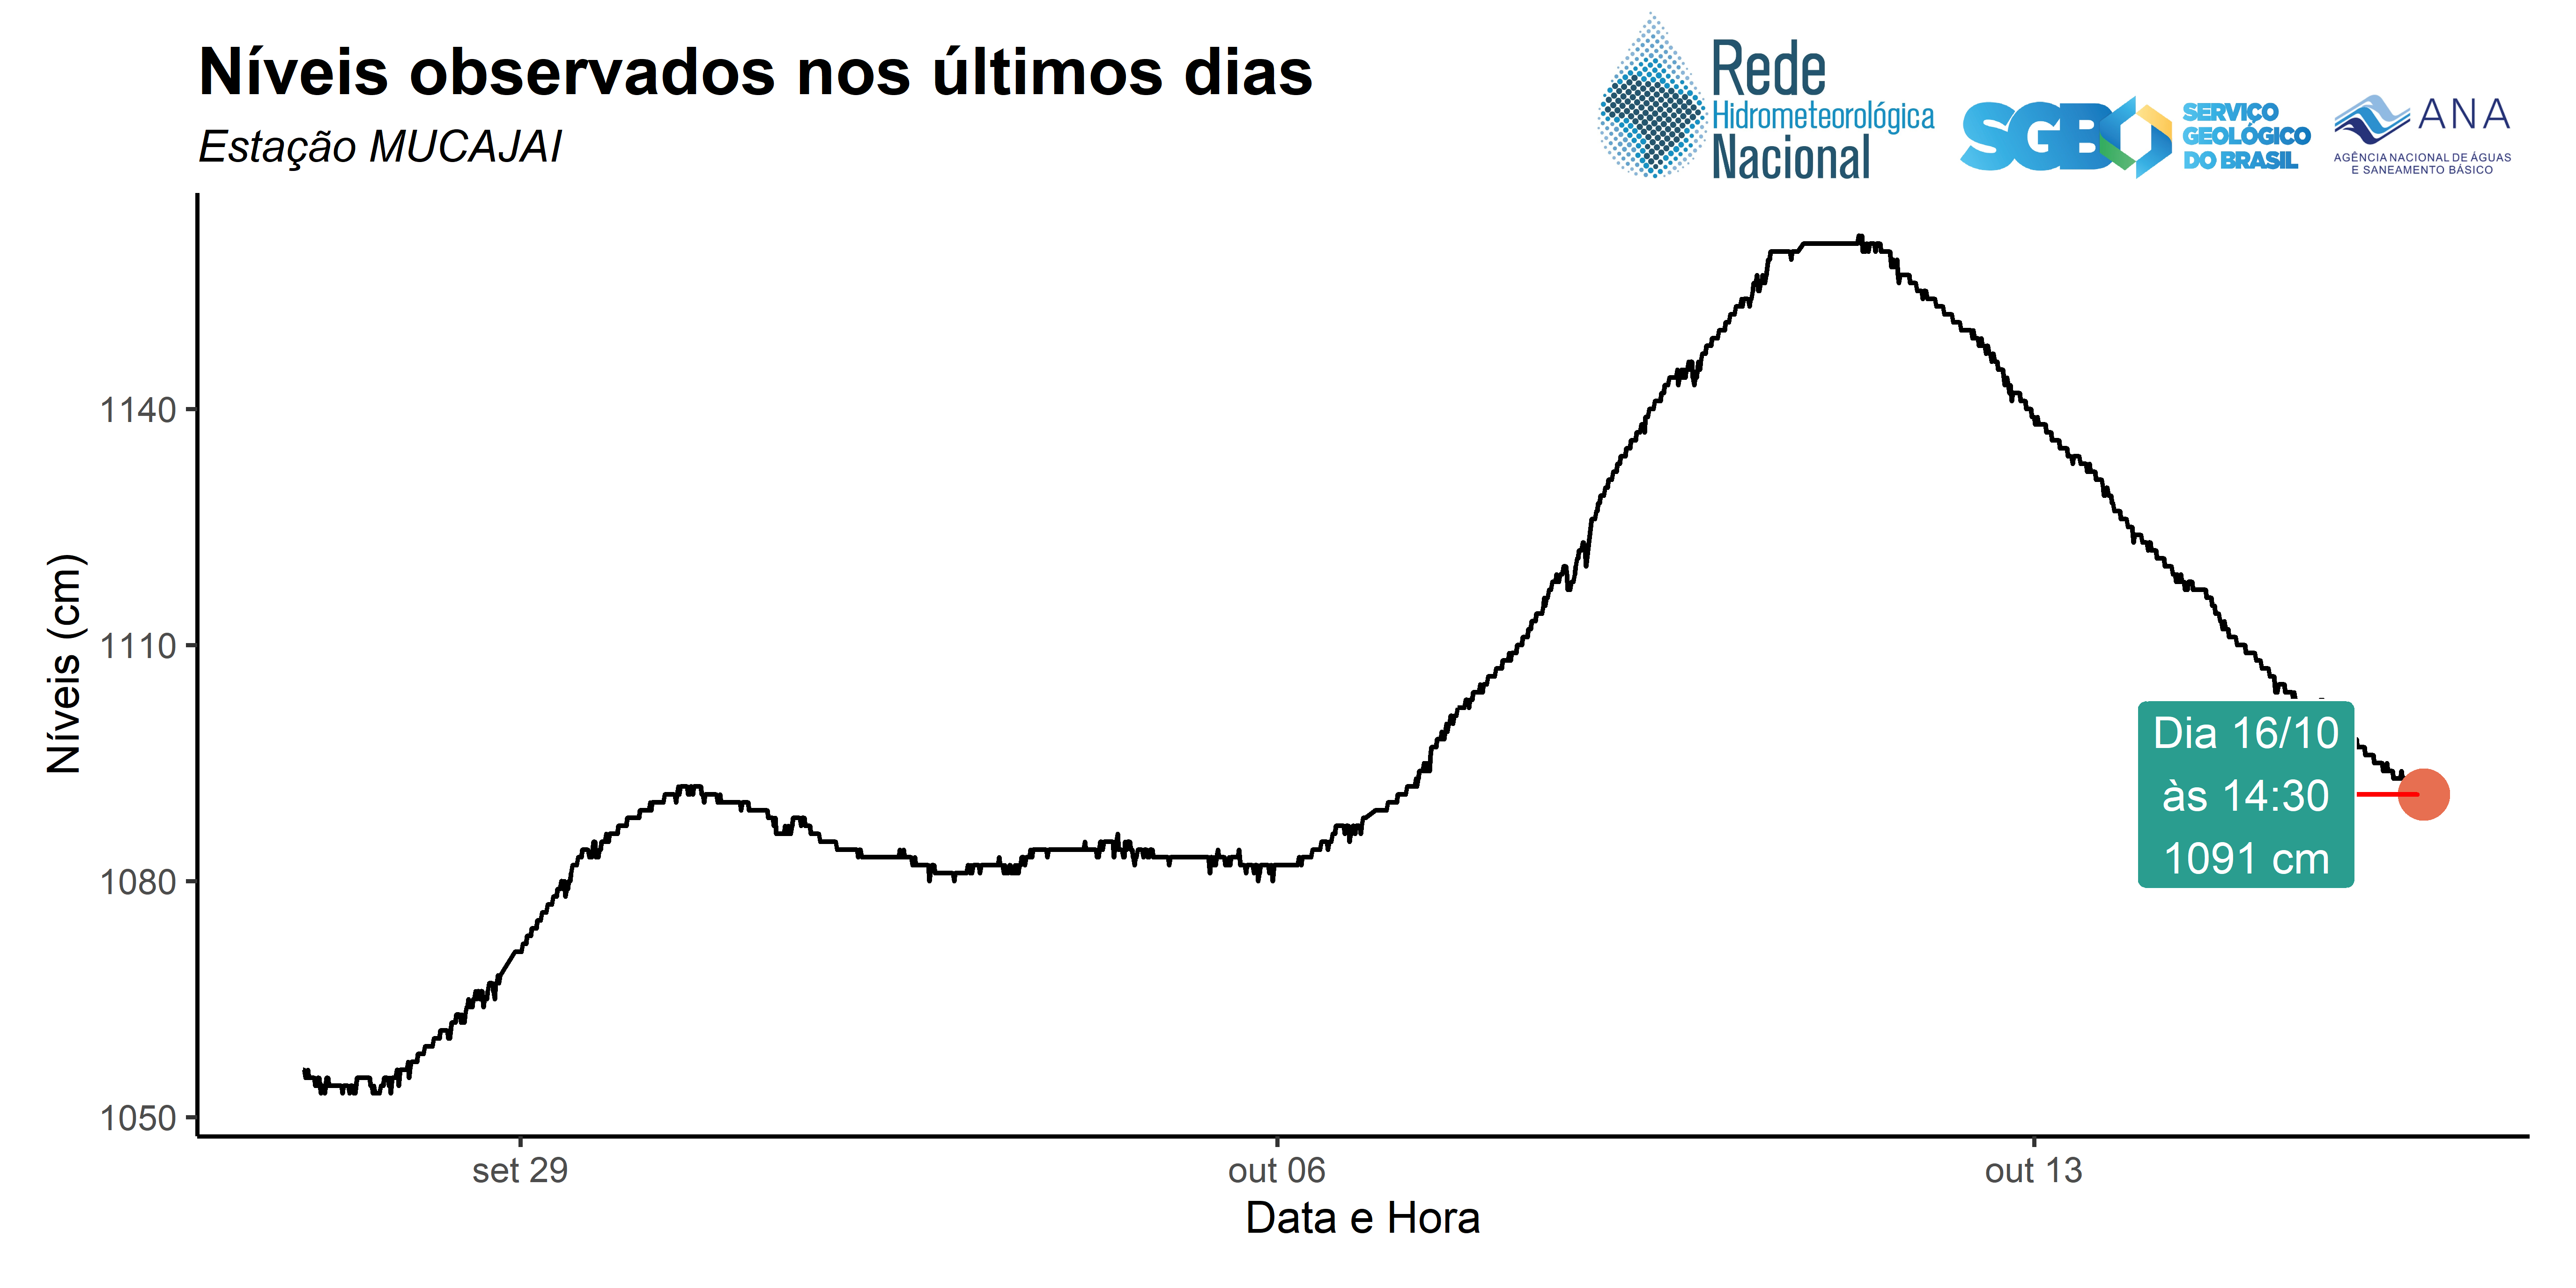 Níveis observados nos últimos dias
Estação MUCAJAI
Rede
Hidrometeorológica
Nacional
SGB
SERVIÇO
GEOLÓGICO
DO BRASIL
ANA
AGÊNCIA NACIONAL DE ÁGUAS
E SANEAMENTO BÁSICO
Níveis (cm)
1140
1110
1080
1050
Dia 16/10
às 14:30
1091 cm
set 29
out 06
out 13
Data e Hora